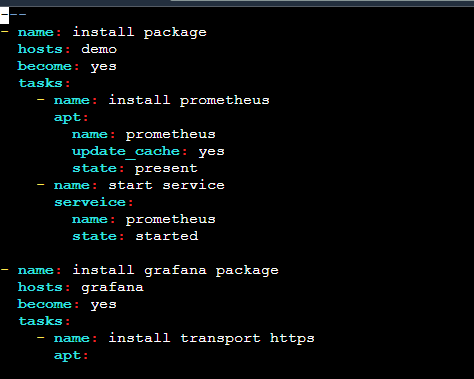 ---
- name: install package
  hosts: demo
  become: yes
  tasks:
    - name: install prometheus
      apt:
        name: prometheus
        update_cache: yes
        state: present
    - name: start service
      serveice:
        name: prometheus
        state: started

- name: install grafana package
  hosts: grafana
  become: yes
  tasks:
    - name: install transport https
      apt: